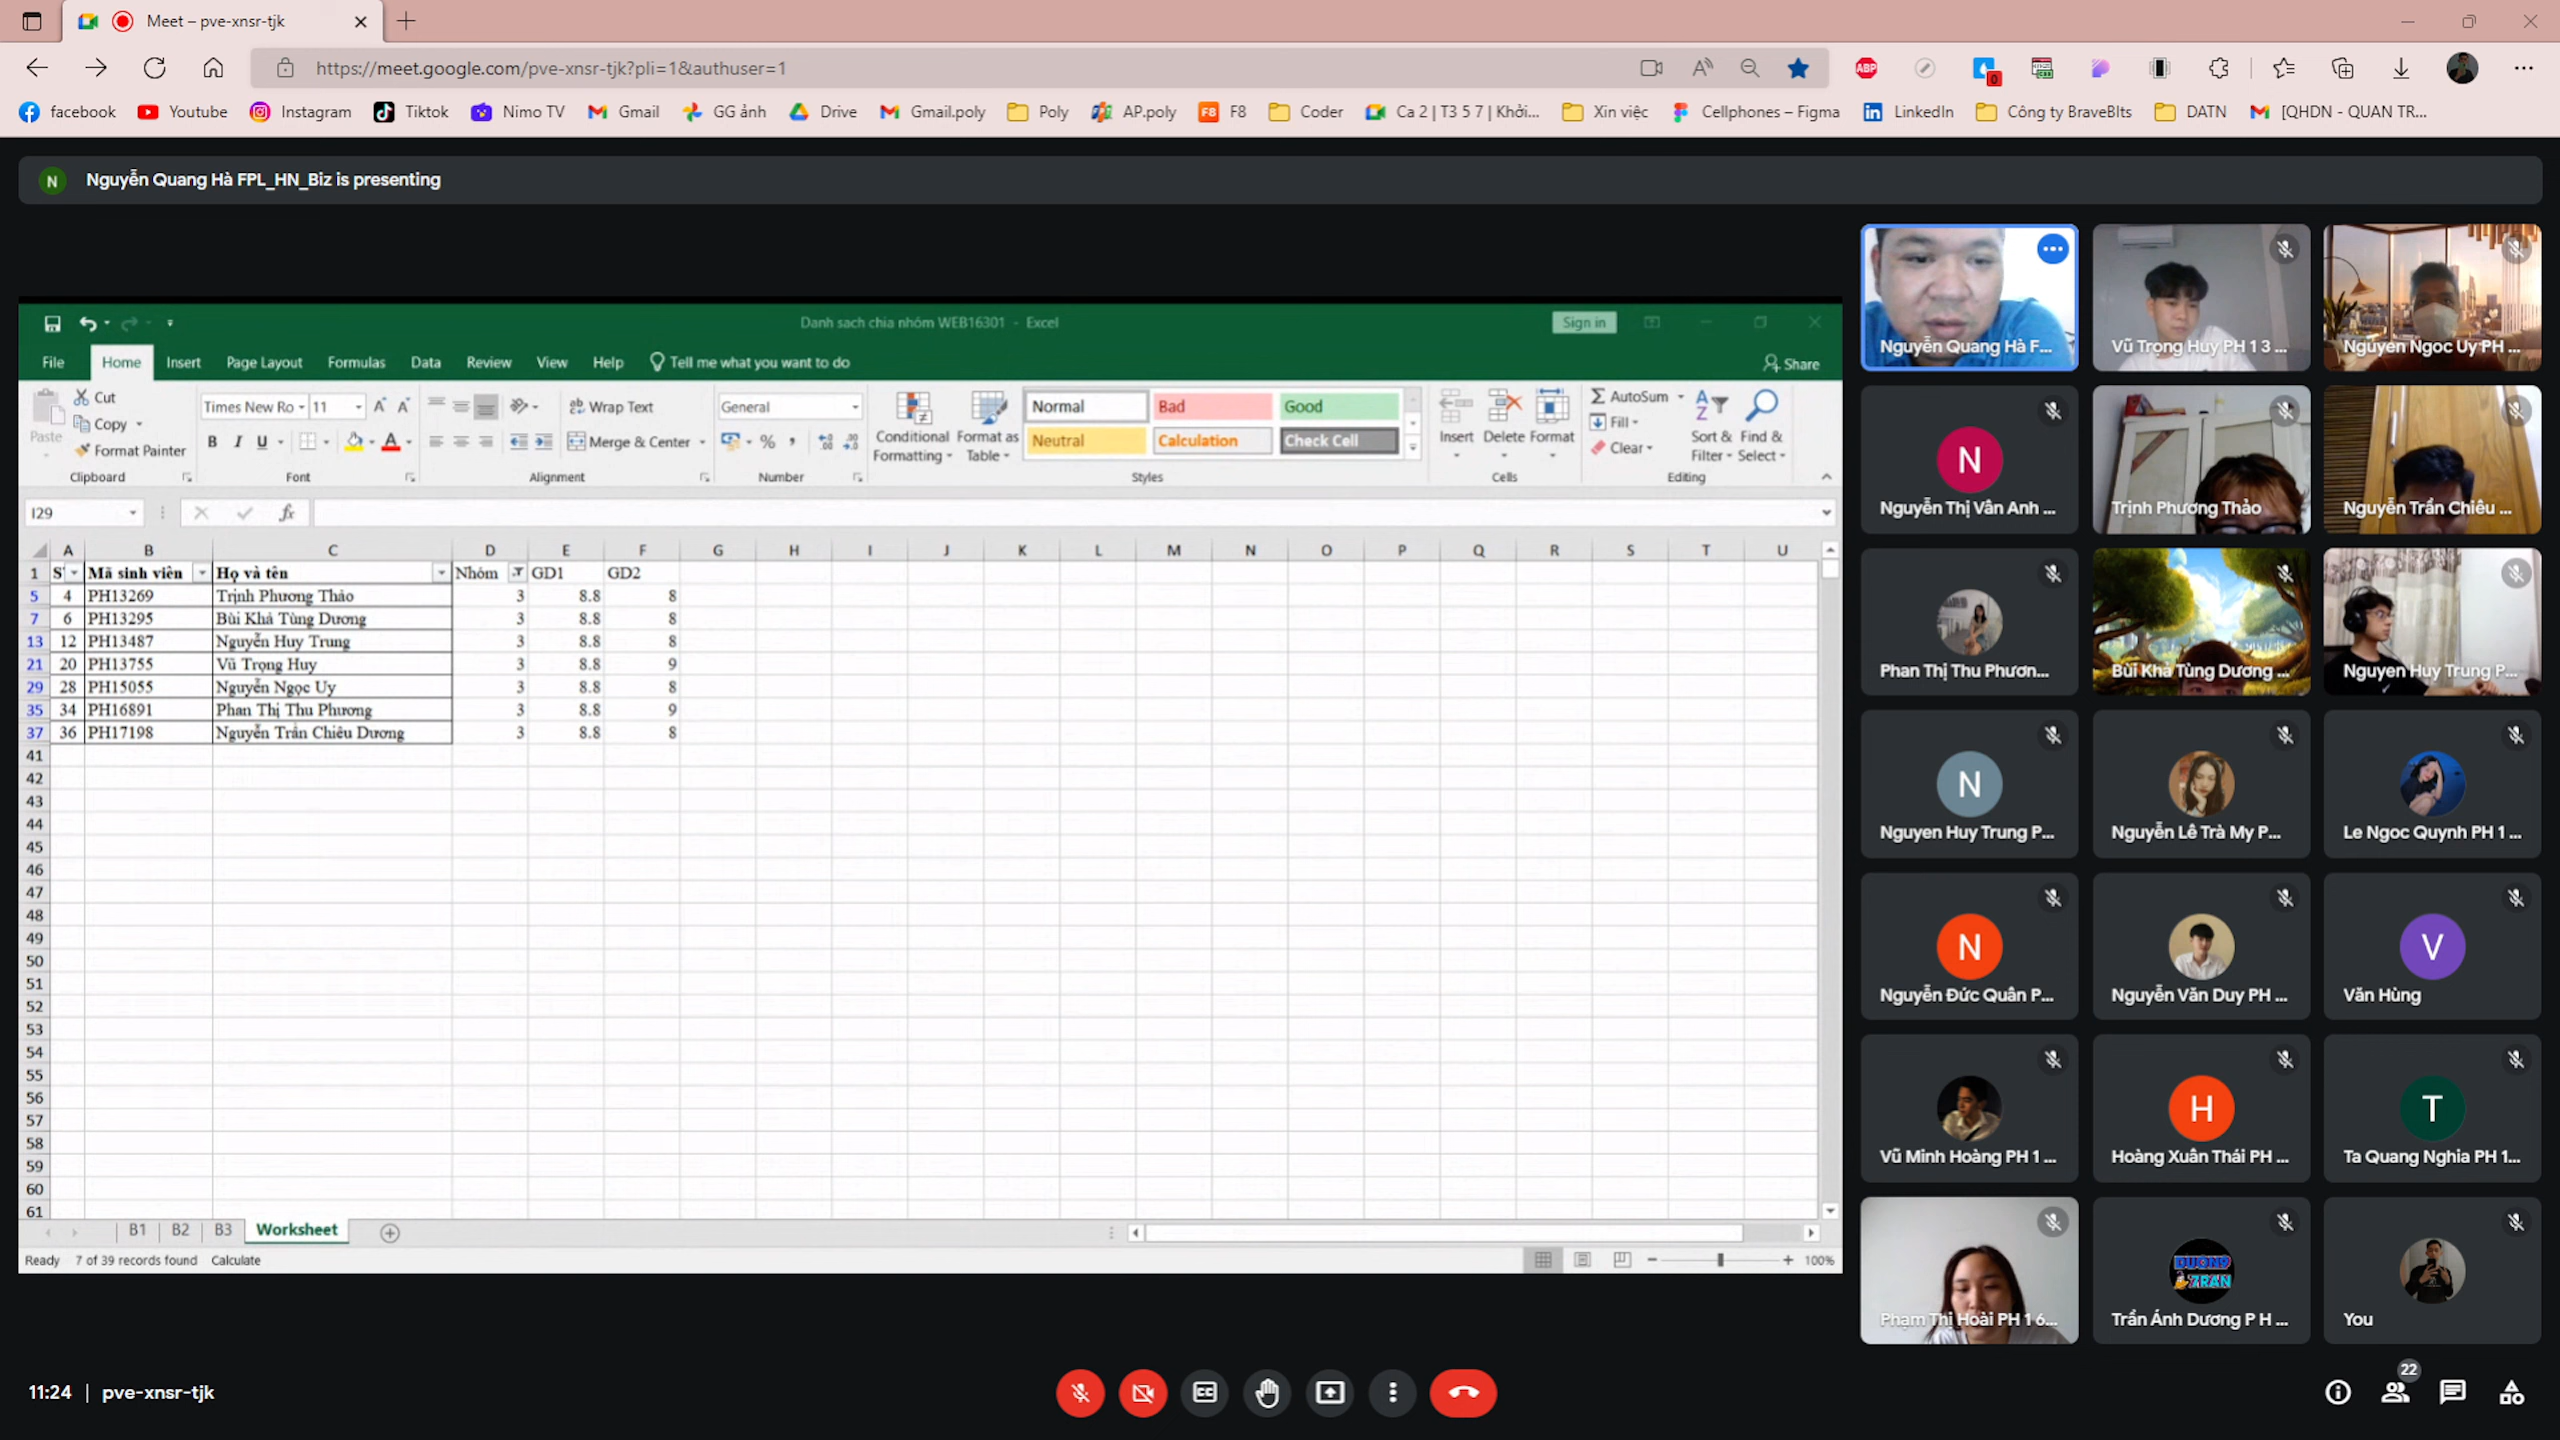 Meet – pve-xnsr-tjk
https://meet.google.com/pve-xnsr-tjk?pli=1&authuser=1
ABP
0
facebook Youtube Instagram Tiktok Nimo TV Gmail GG ảnh Drive Gmail.poly Poly AP.poly F8 F8 Coder Ca 2 | T3 5 7 | Khởi... Xin việc Cellphones – Figma LinkedIn Công ty BraveBIts DATN [QHDN - QUAN TR...
N Nguyễn Quang Hà FPL_HN_Biz is presenting
Danh sach chia nhóm WEB16301 - Excel
Sign in
File Home Insert Page Layout Formulas Data Review View Help Tell me what you want to do Share
Paste Cut Copy Format Painter
Times New Ro 11
B I U A
Wrap Text
Merge & Center
General
%
Conditional Formatting
Format as Table
Normal Bad Good
Neutral Calculation Check Cell
Insert Delete Format
AutoSum
Fill
Clear
Sort & Filter
Find & Select
Clipboard Font Alignment Number Styles Cells Editing
I29 fx
A B C D E F G H I J K L M N O P Q R S T U
1 S Mã sinh viên Họ và tên Nhóm GD1 GD2
5 4 PH13269 Trịnh Phương Thảo 3 8.8 8
7 6 PH13295 Bùi Khả Tùng Dương 3 8.8 8
13 12 PH13487 Nguyễn Huy Trung 3 8.8 8
21 20 PH13755 Vũ Trọng Huy 3 8.8 9
29 28 PH15055 Nguyễn Ngọc Uy 3 8.8 8
35 34 PH16891 Phan Thị Thu Phương 3 8.8 9
37 36 PH17198 Nguyễn Trần Chiêu Dương 3 8.8 8
41
42
43
44
45
46
47
48
49
50
51
52
53
54
55
56
57
58
59
60
61
B1 B2 B3 Worksheet
Ready 7 of 39 records found Calculate 100%
Nguyễn Quang Hà F...
Vũ Trọng Huy PH 1 3 ...
Nguyen Ngoc Uy PH ...
N
Nguyễn Thị Vân Anh ...
Trịnh Phương Thảo
Nguyễn Trần Chiêu ...
Phan Thị Thu Phươn...
Bùi Khả Tùng Dương ...
Nguyen Huy Trung P...
N
Nguyen Huy Trung P...
Nguyễn Lê Trà My P...
Le Ngoc Quynh PH 1 ...
N
Nguyễn Đức Quân P...
Nguyễn Văn Duy PH ...
V
Văn Hùng
Vũ Minh Hoàng PH 1 ...
H
Hoàng Xuân Thái PH ...
T
Ta Quang Nghia PH 1...
Phạm Thị Hoài PH 1 6...
DUONG
TRAN
Trần Ánh Dương P H ...
You
11:24 | pve-xnsr-tjk
22